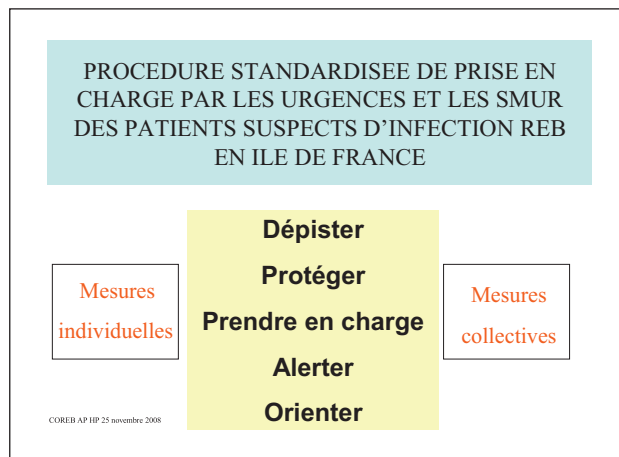 PROCEDURE STANDARDISEE DE PRISE EN
CHARGE PAR LES URGENCES ET LES SMUR
DES PATIENTS SUSPECTS D’INFECTION REB
EN ILE DE FRANCE
Mesures
individuelles
Dépister
Protéger
Prendre en charge
Alerter
Orienter
Mesures
collectives
COREB AP HP 25 novembre 2008